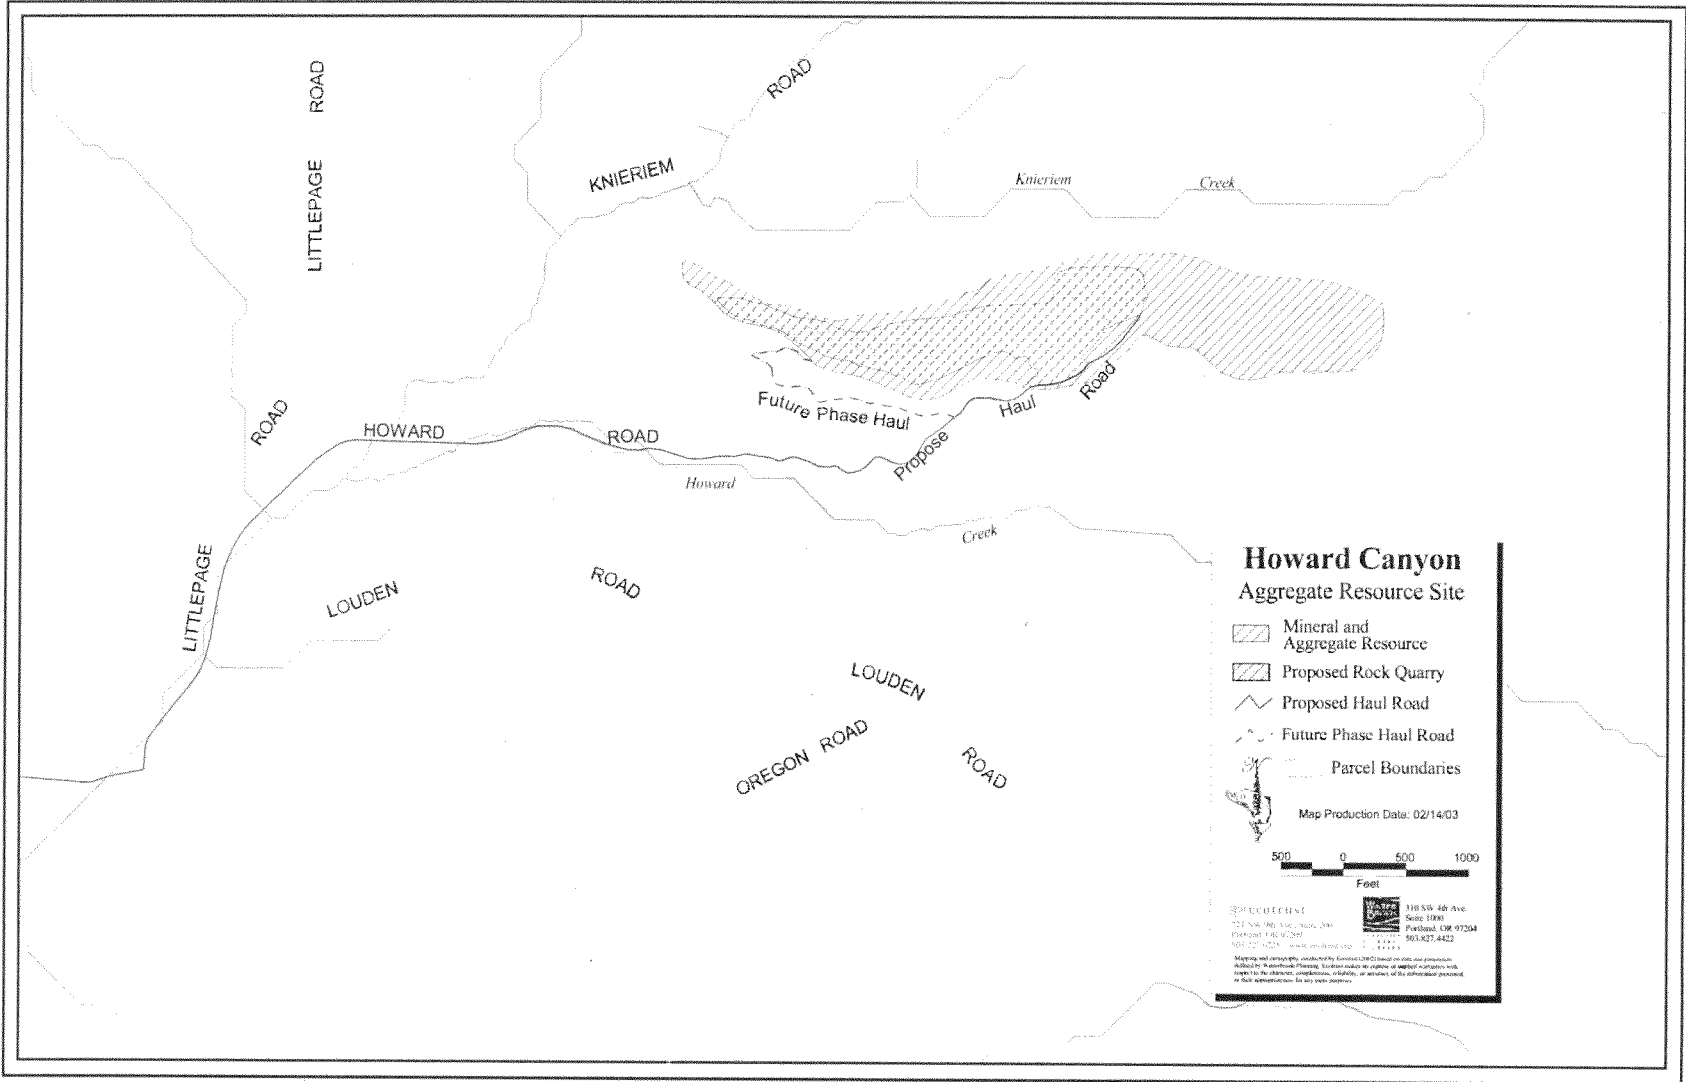 LITTLEPAGE ROAD
KNIERIEM ROAD
Knieriem Creek
Future Phase Haul
Propose Haul Road
ROAD
HOWARD ROAD
Howard Creek
LITTLEPAGE
LOUDEN ROAD
LOUDEN
ROAD
OREGON ROAD
Howard Canyon
Aggregate Resource Site
Mineral and
Aggregate Resource
Proposed Rock Quarry
Proposed Haul Road
Future Phase Haul Road
Parcel Boundaries
Map Production Date: 02/14/03
500 0 500 1000
Feet
310 SW 4th Ave
Suite 1000
Portland, OR 97204
503.827.4422